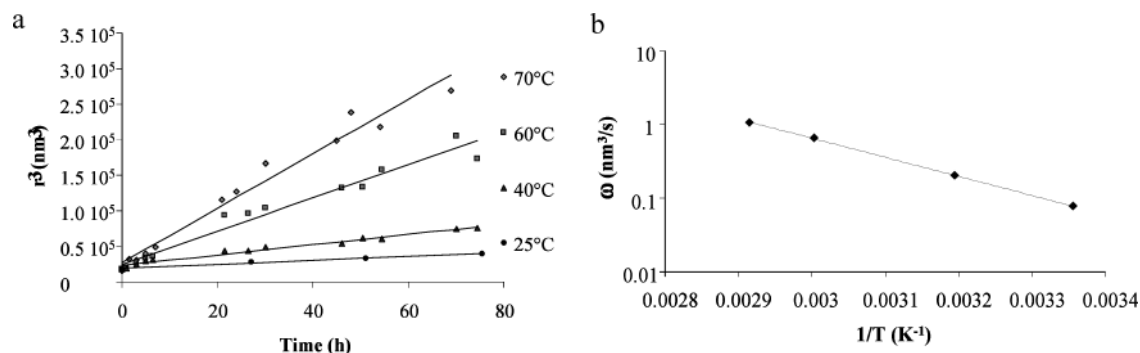 a
r³ (nm³)
3.5 10⁵
3.0 10⁵
2.5 10⁵
2.0 10⁵
1.5 10⁵
1.0 10⁵
0.5 10⁵
0
0 20 40 60 80
Time (h)
70°C
60°C
40°C
25°C
b
ω (nm³/s)
10
1
0.1
0.01
0.0028 0.0029 0.003 0.0031 0.0032 0.0033 0.0034
1/T (K⁻¹)